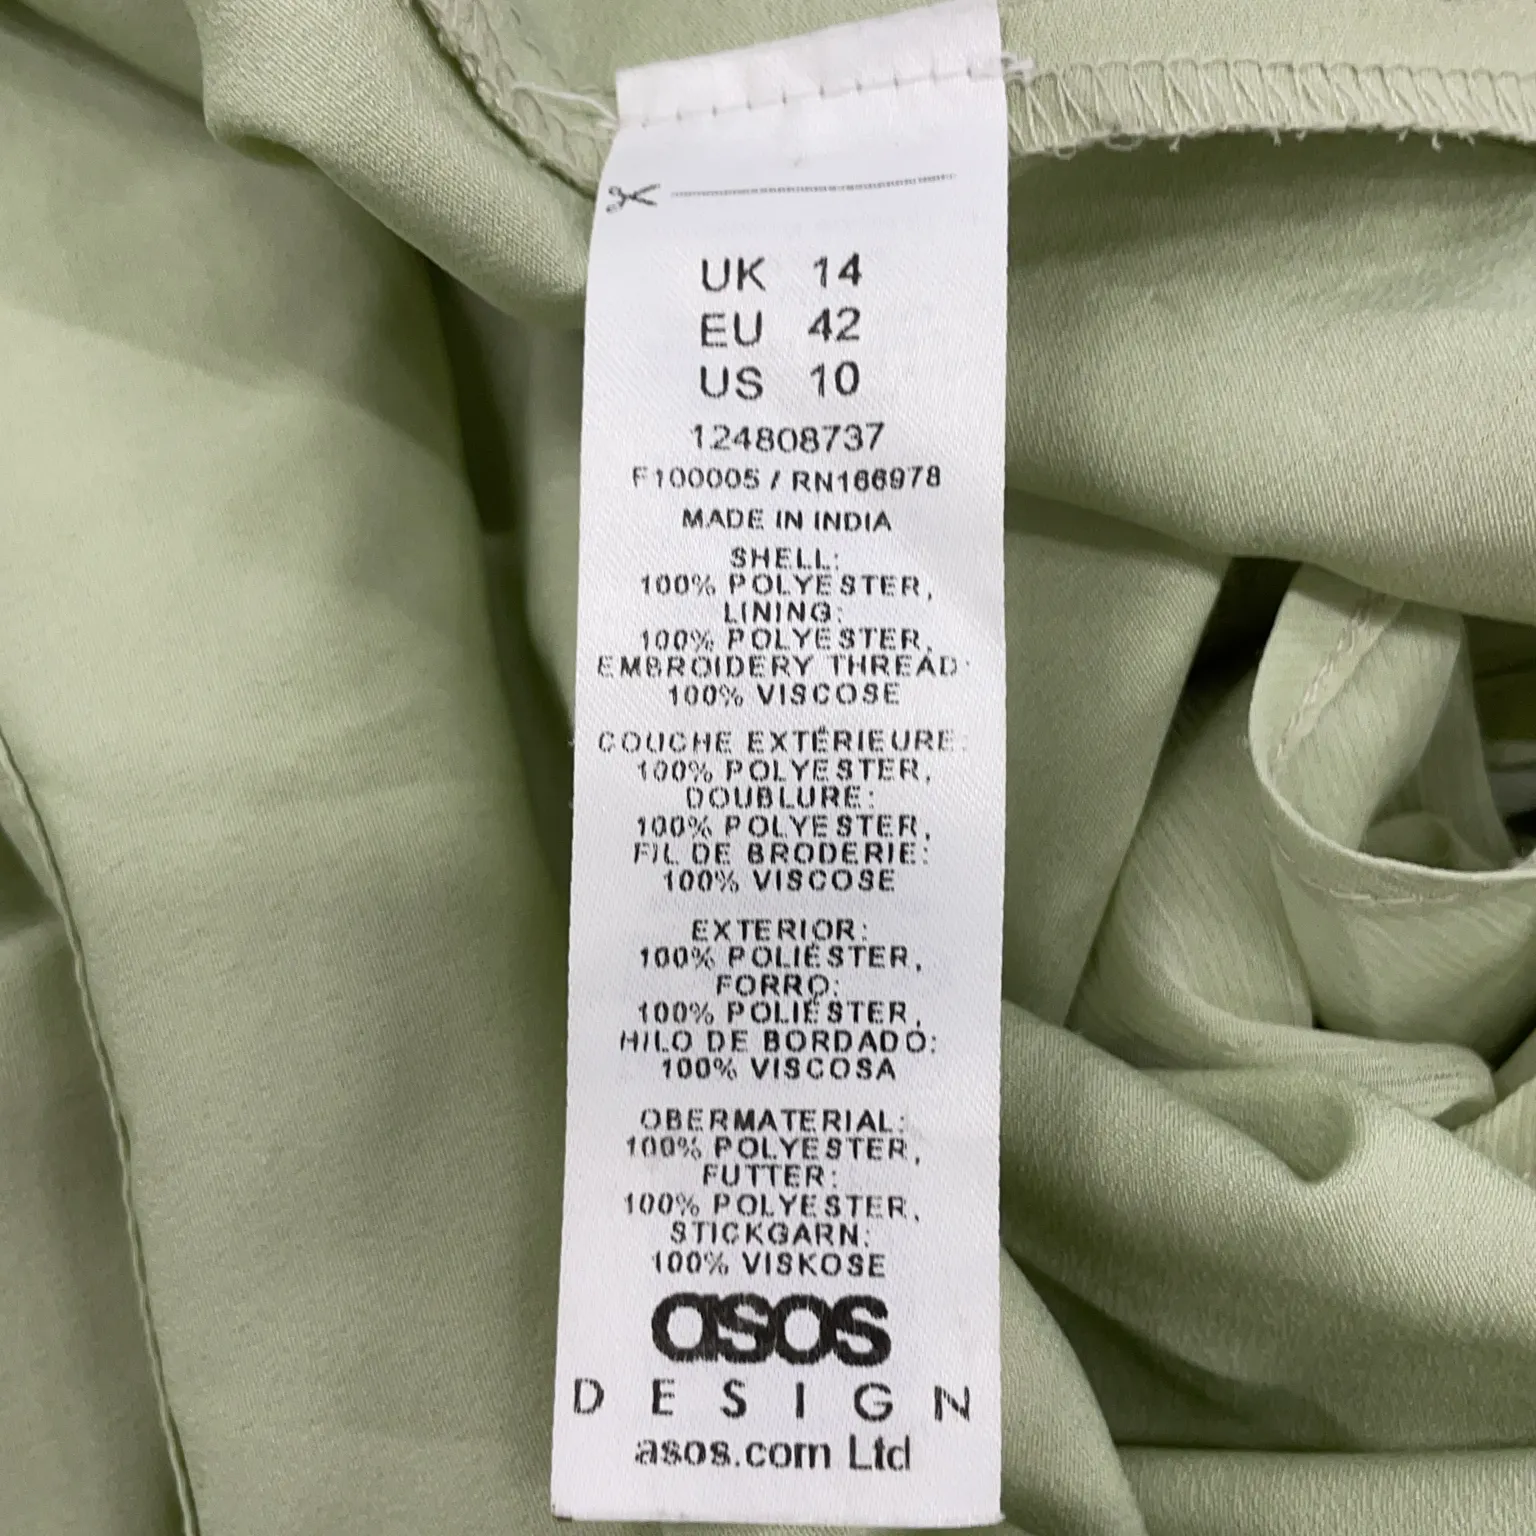 UK 14
EU 42
US 10
124808737
F100005 / RN166978
MADE IN INDIA
SHELL:
100% POLYESTER,
LINING:
100% POLYESTER,
EMBROIDERY THREAD:
100% VISCOSE
COUCHE EXTÉRIEURE:
100% POLYESTER,
DOUBLURE:
100% POLYESTER,
FIL DE BRODERIE:
100% VISCOSE
EXTERIOR:
100% POLIÉSTER,
FORRO:
100% POLIÉSTER,
HILO DE BORDADO:
100% VISCOSA
OBERMATERIAL:
100% POLYESTER,
FUTTER:
100% POLYESTER,
STICKGARN:
100% VISKOSE
asos
DESIGN
asos.com Ltd